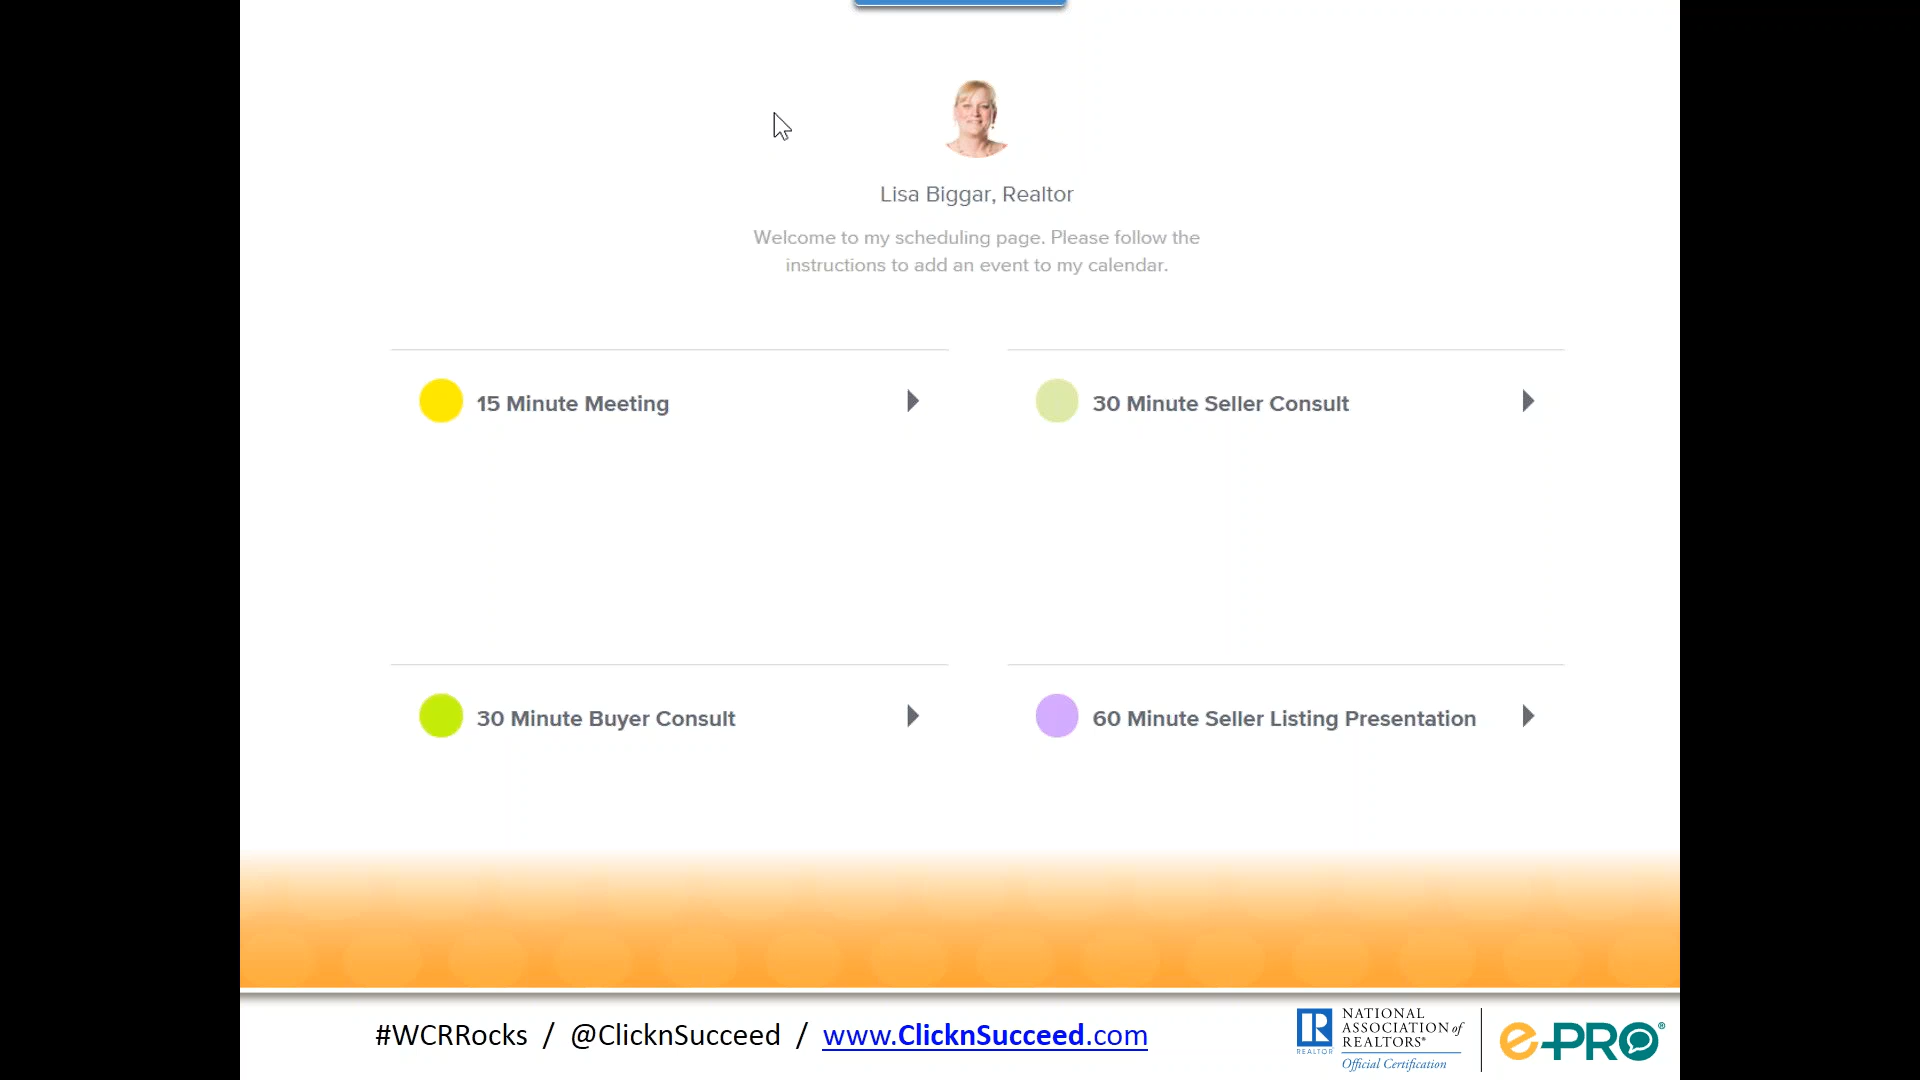 Lisa Biggar, Realtor
Welcome to my scheduling page. Please follow the
instructions to add an event to my calendar.
15 Minute Meeting
30 Minute Seller Consult
30 Minute Buyer Consult
60 Minute Seller Listing Presentation
#WCRRocks / @ClicknSucceed / www.ClicknSucceed.com
REALTOR
NATIONAL
ASSOCIATION of
REALTORS®
Official Certification
e-PRO®